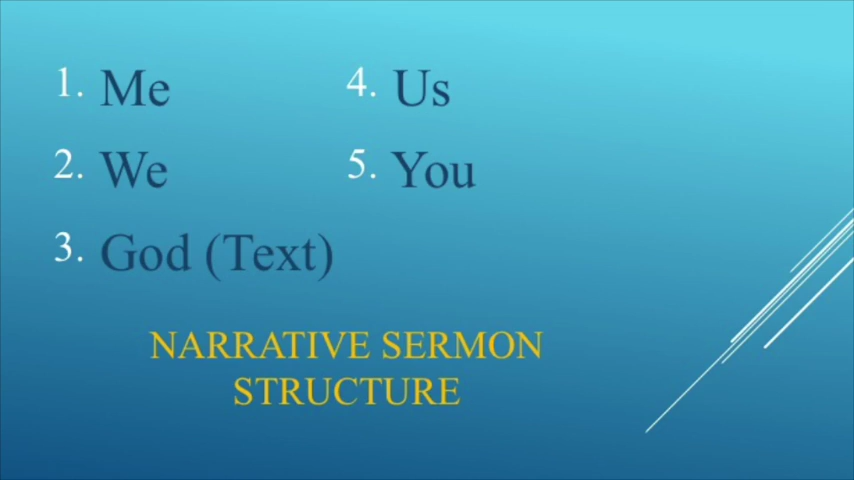 1. Me
2. We
3. God (Text)
4. Us
5. You
NARRATIVE SERMON
STRUCTURE